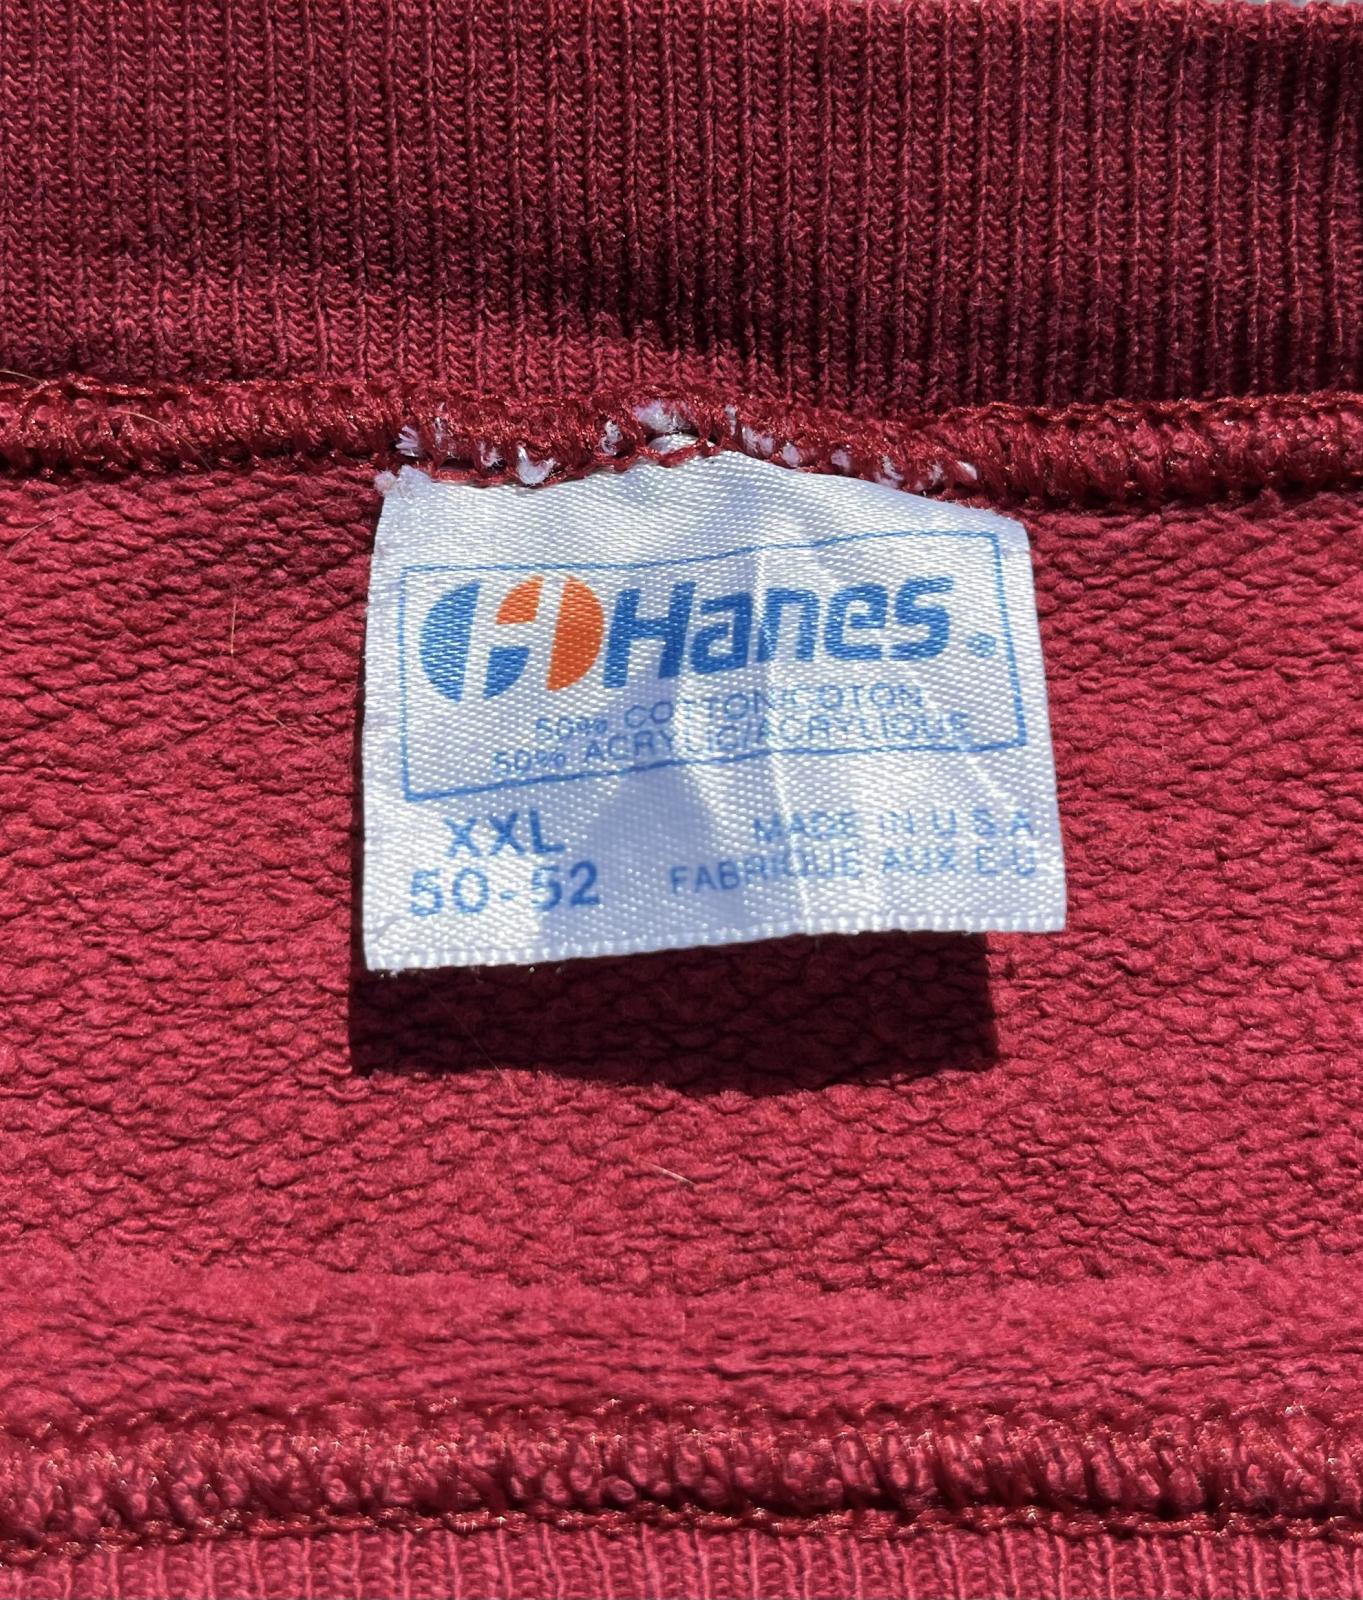 Hanes®
50% COTTON/COTON
50% ACRYLIC/ACRYLIQUE
XXL
50-52
MADE IN U.S.A
FABRIQUE AUX E-U